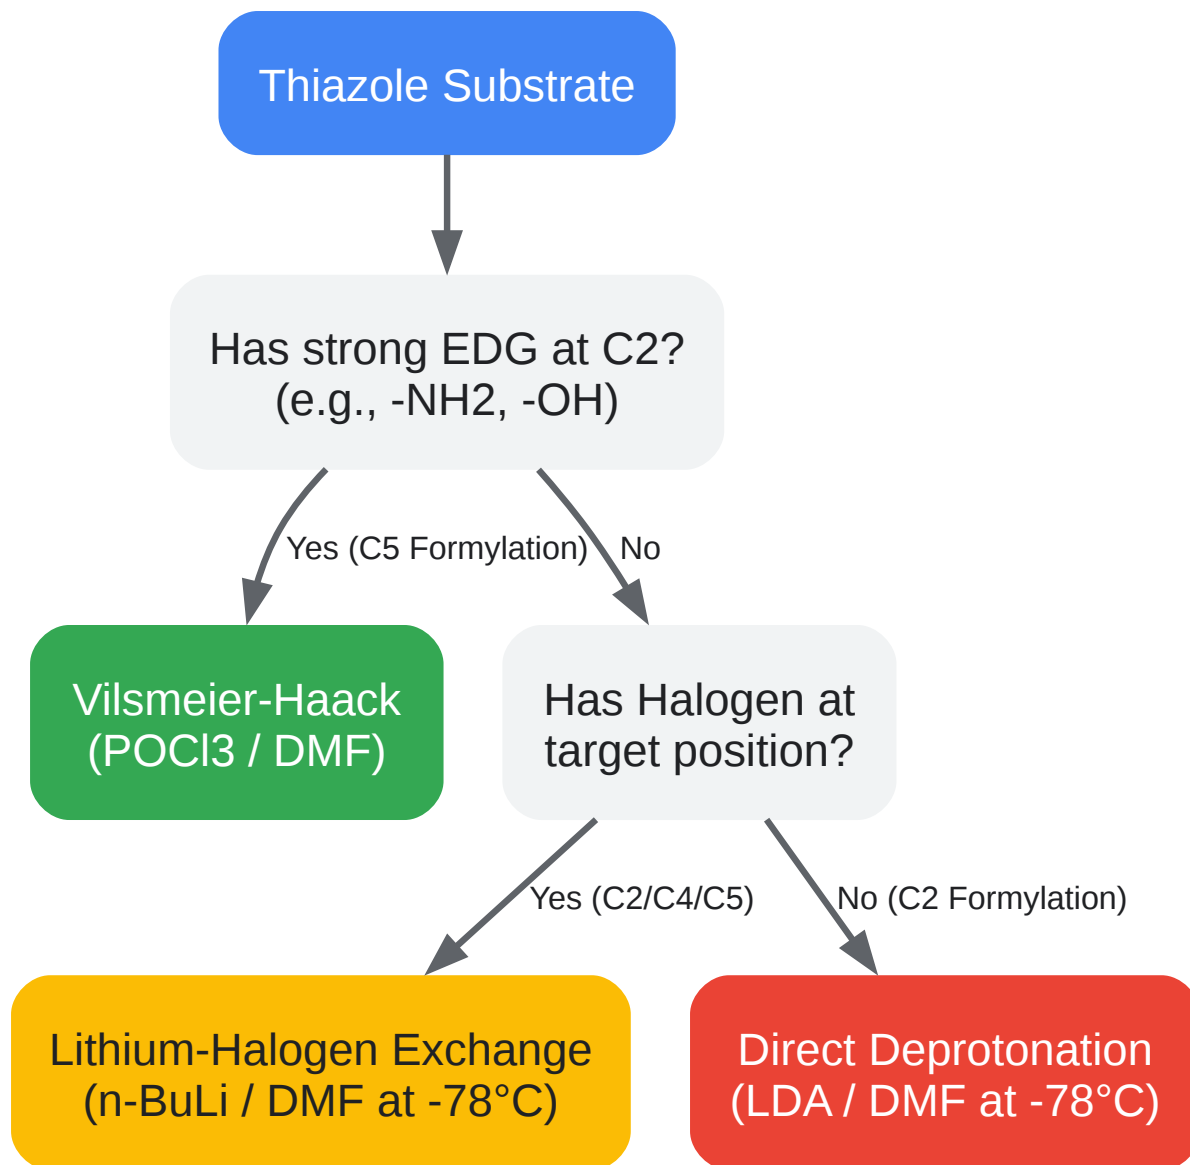 Thiazole Substrate
Has strong EDG at C2?
(e.g., -NH2, -OH)
Yes (C5 Formylation)
No
Vilsmeier-Haack
(POCl3 / DMF)
Has Halogen at
target position?
Yes (C2/C4/C5)
No (C2 Formylation)
Lithium-Halogen Exchange
(n-BuLi / DMF at -78°C)
Direct Deprotonation
(LDA / DMF at -78°C)